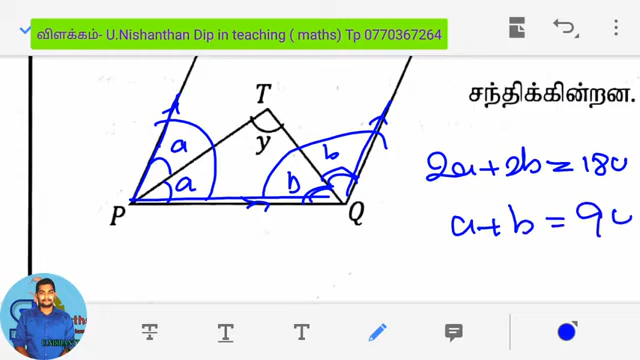 விளக்கம்- U.Nishanthan Dip in teaching ( maths) Tp 0770367264
சந்திக்கின்றன.
T
a
y
b
a
b
P
Q
2a+2b=180
a+b=90
T
T
T